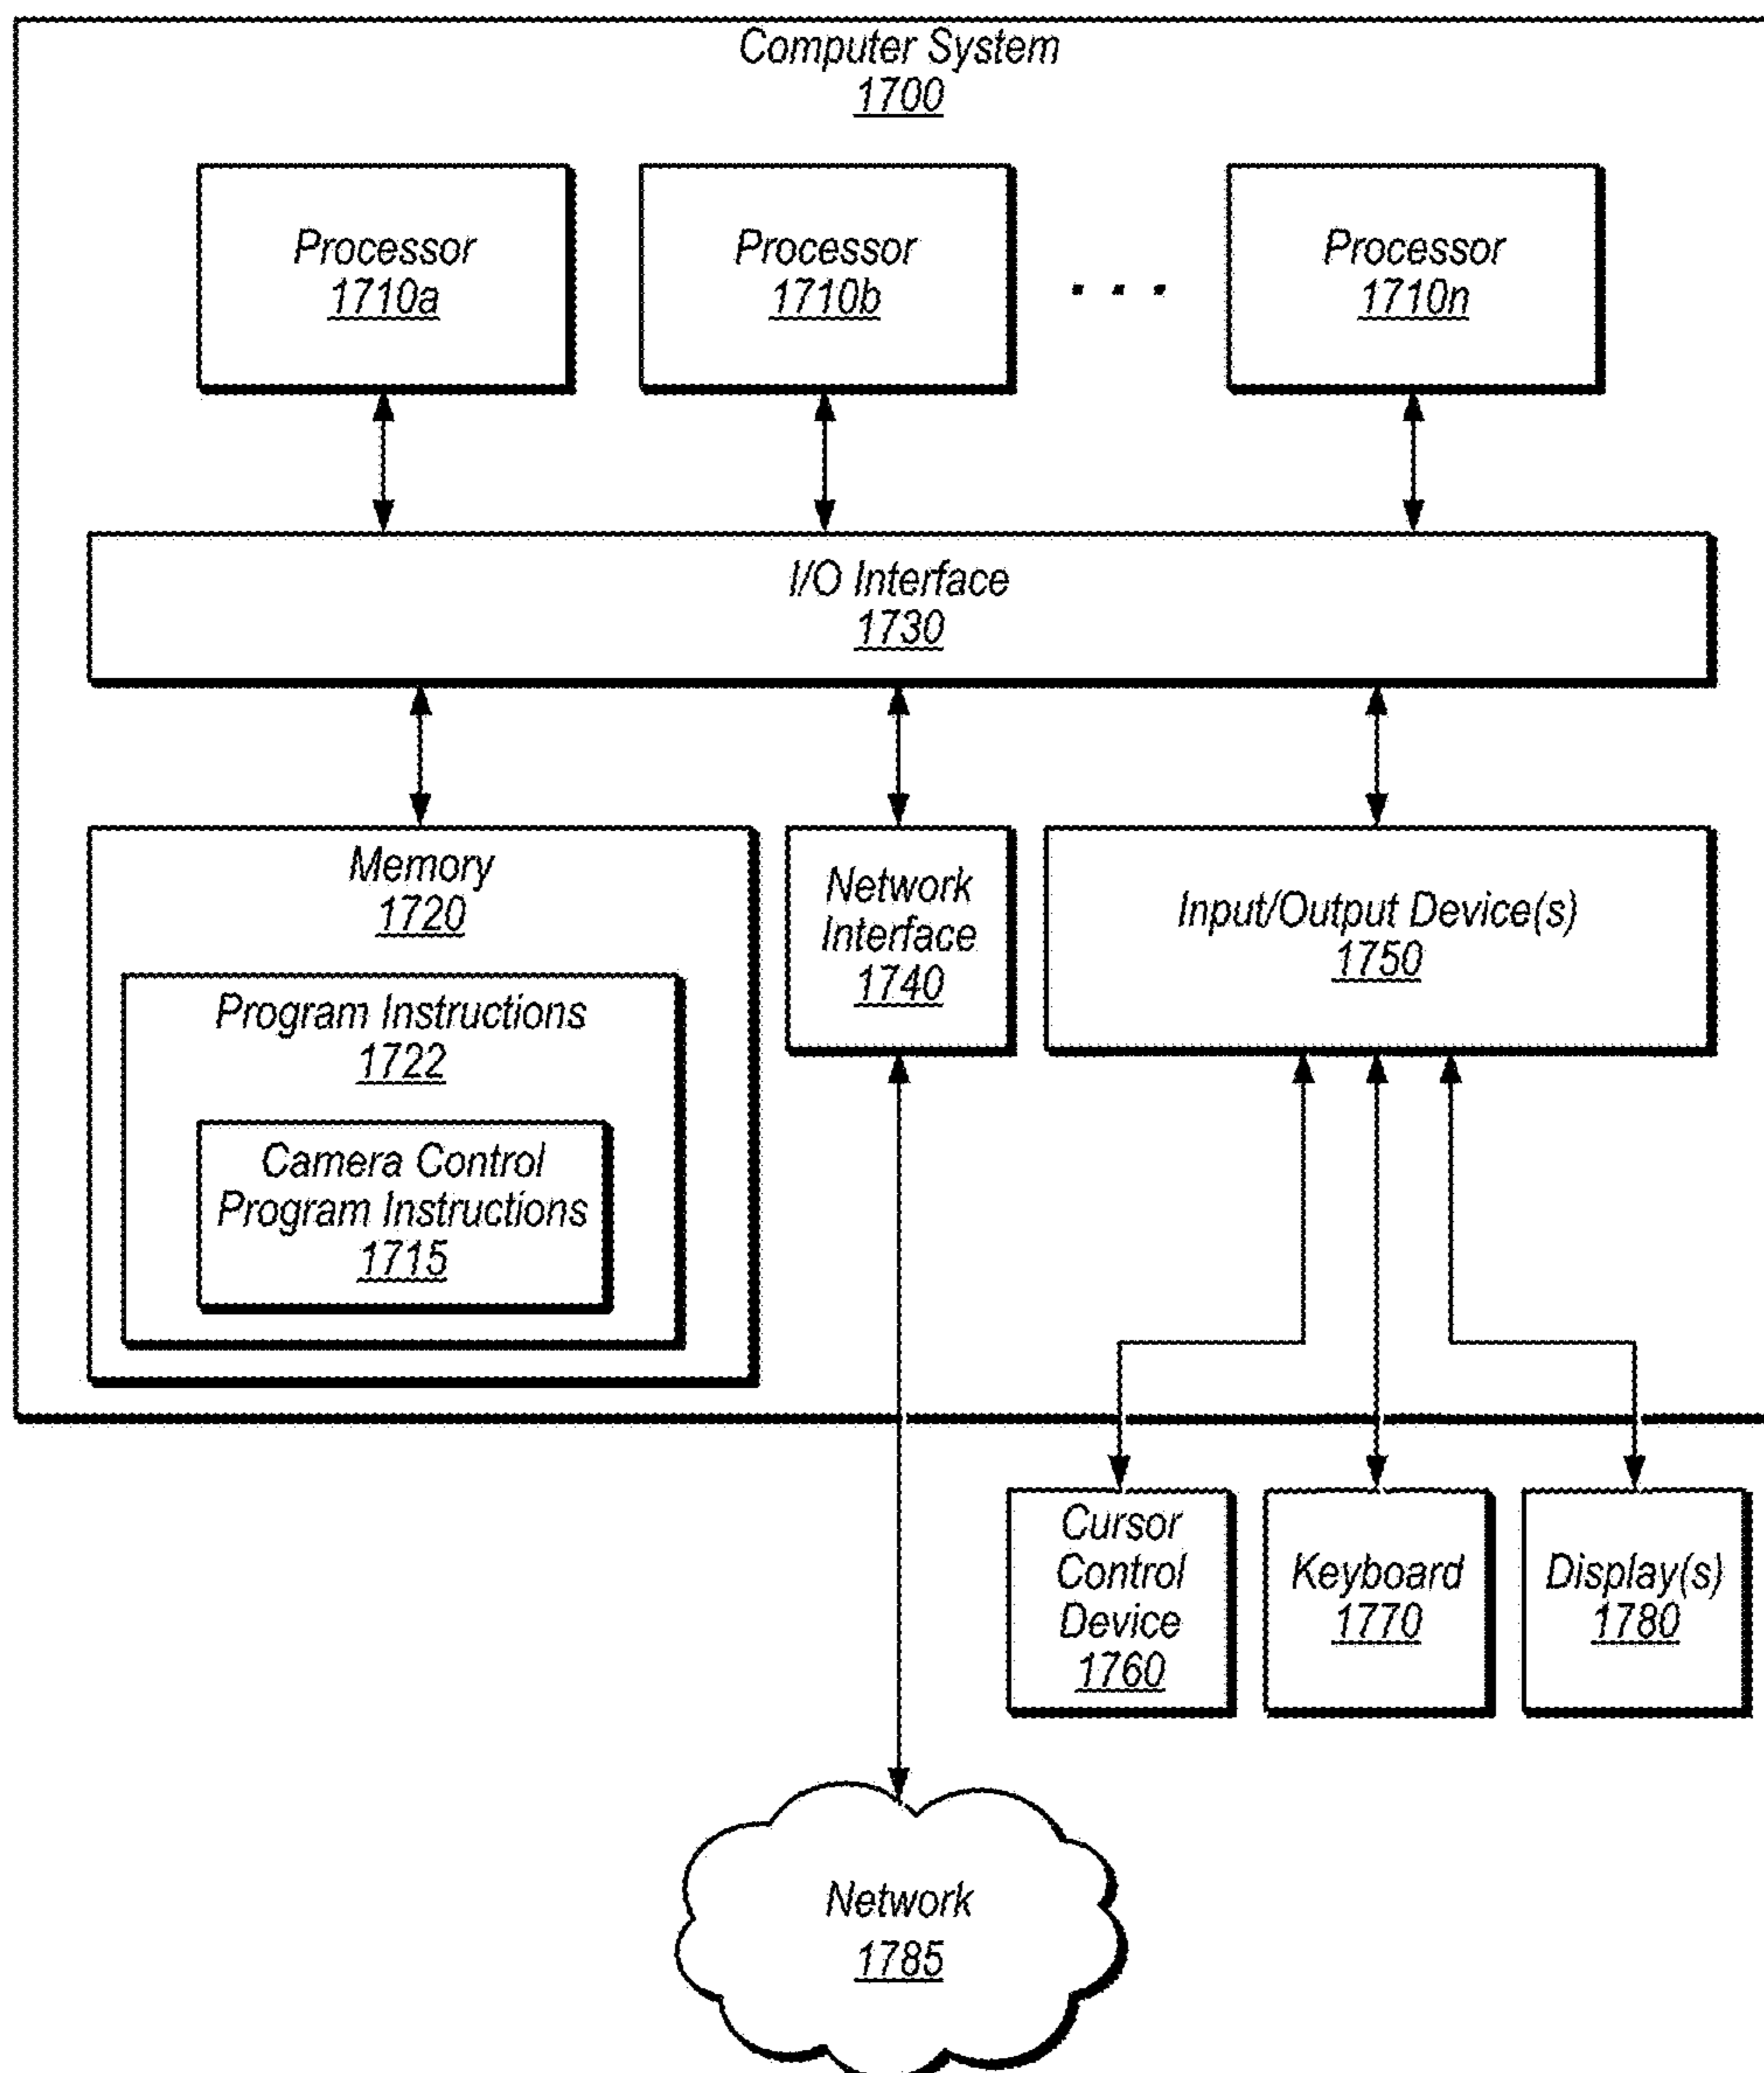 Computer System
1700
Processor
1710a
Processor
1710b
. . .
Processor
1710n
I/O Interface
1730
Memory
1720
Program Instructions
1722
Camera Control
Program Instructions
1715
Network
Interface
1740
Input/Output Device(s)
1750
Cursor
Control
Device
1760
Keyboard
1770
Display(s)
1780
Network
1785